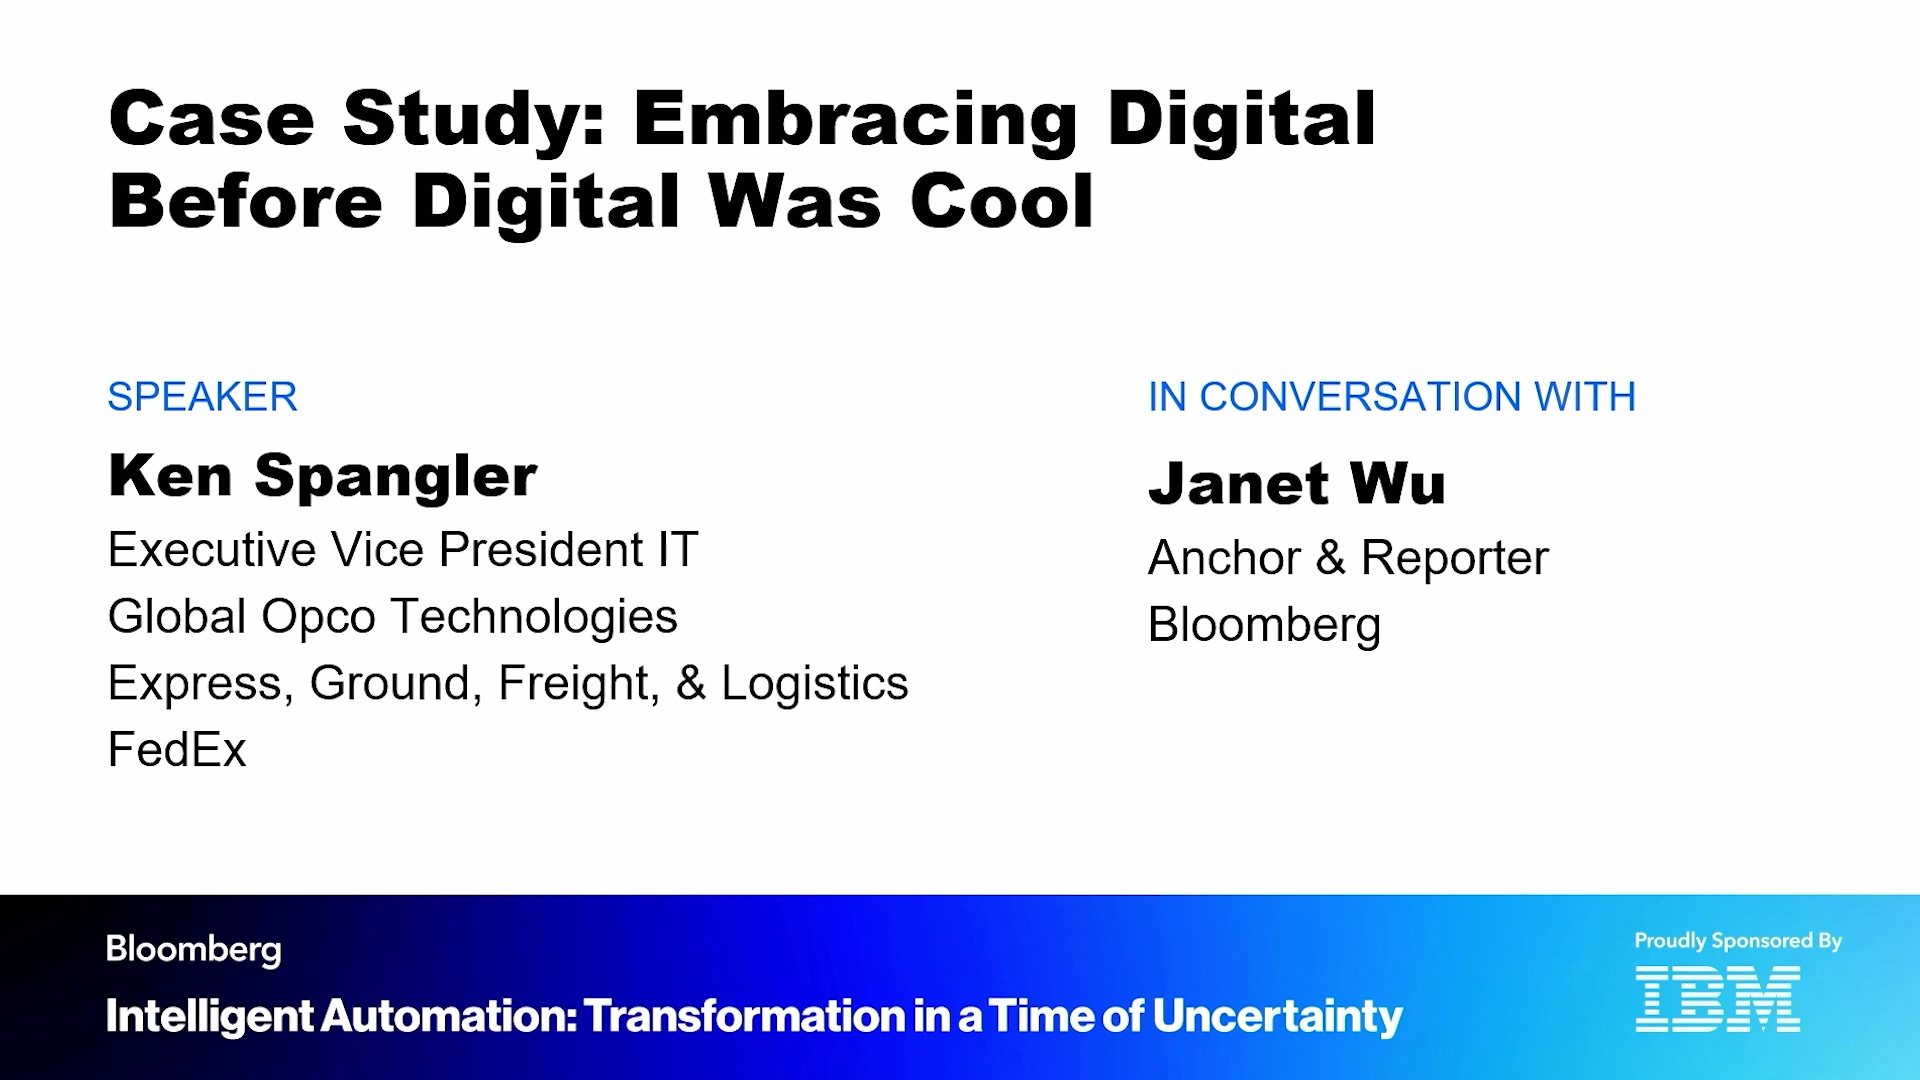 Case Study: Embracing Digital
Before Digital Was Cool
SPEAKER
Ken Spangler
Executive Vice President IT
Global Opco Technologies
Express, Ground, Freight, & Logistics
FedEx
IN CONVERSATION WITH
Janet Wu
Anchor & Reporter
Bloomberg
Bloomberg
Intelligent Automation: Transformation in a Time of Uncertainty
Proudly Sponsored By
IBM